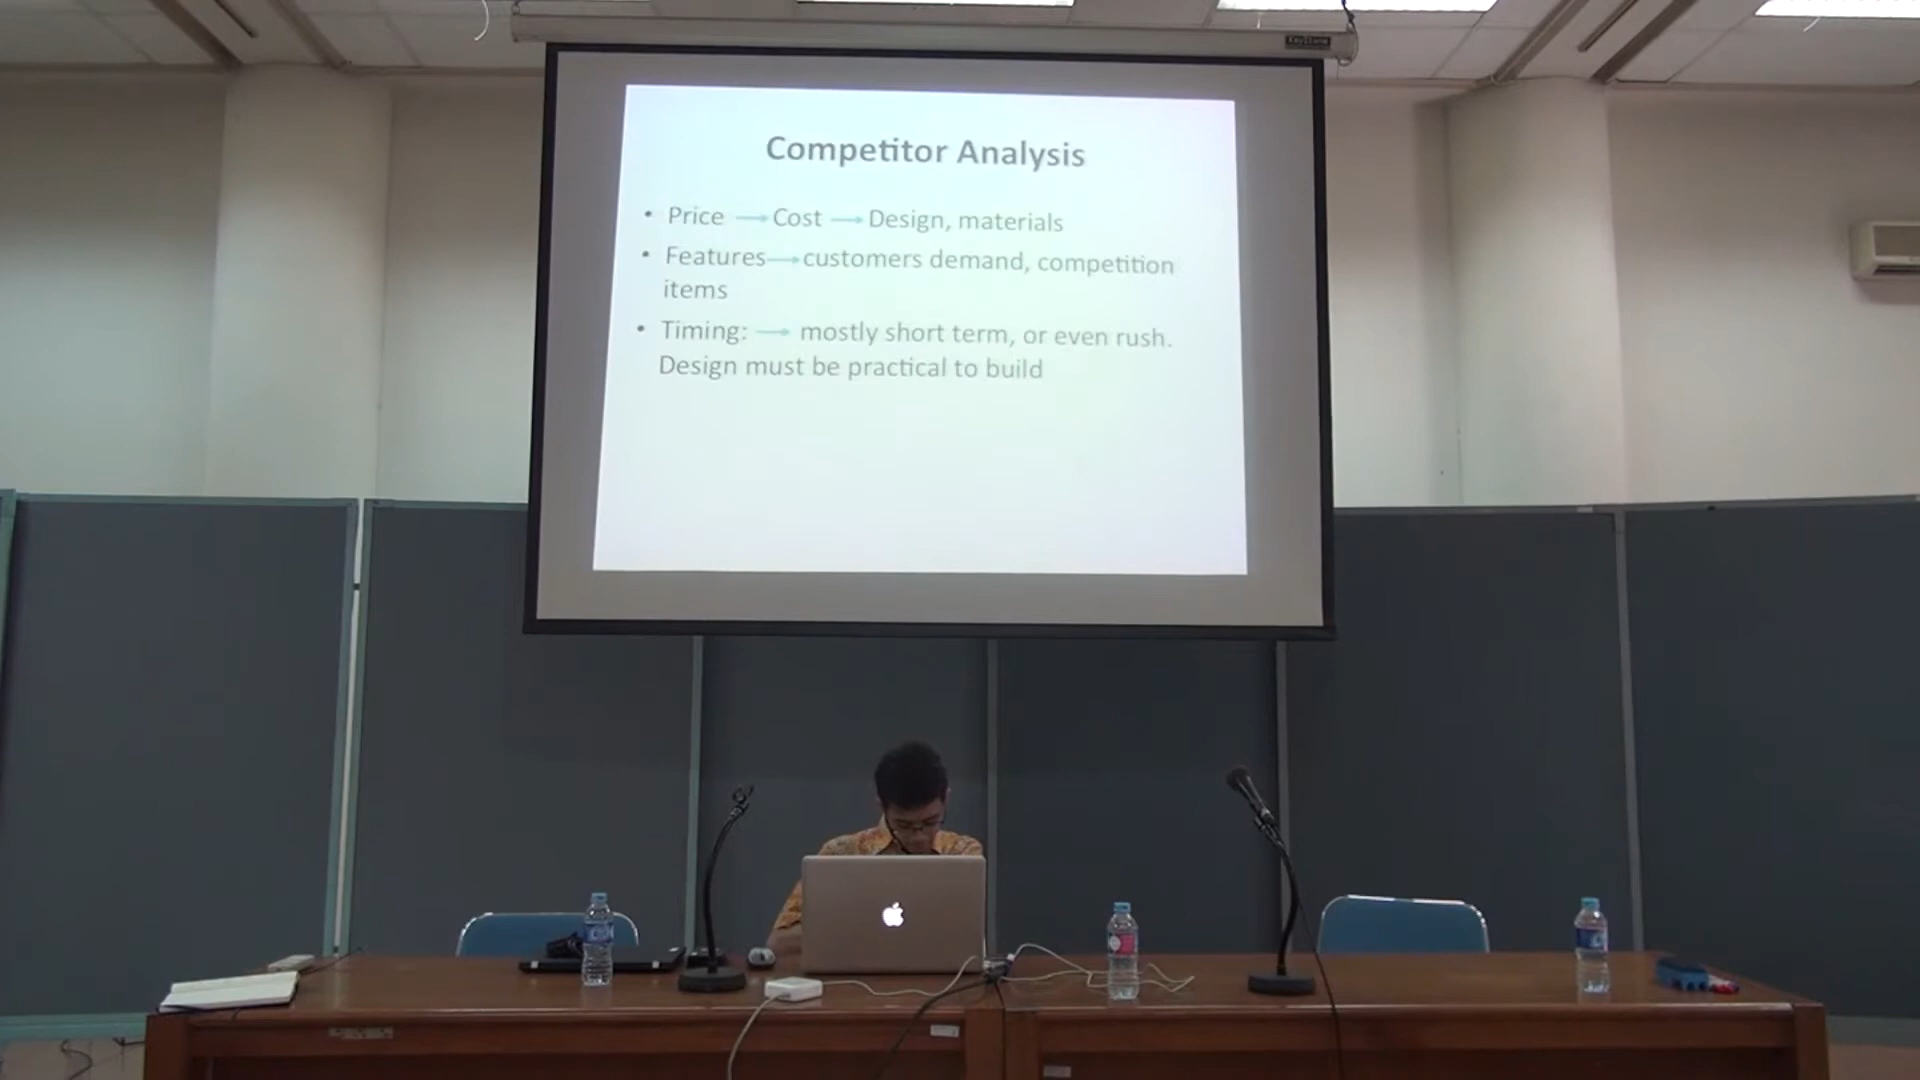 Competitor Analysis
• Price → Cost → Design, materials
• Features → customers demand, competition
items
• Timing: → mostly short term, or even rush.
Design must be practical to build